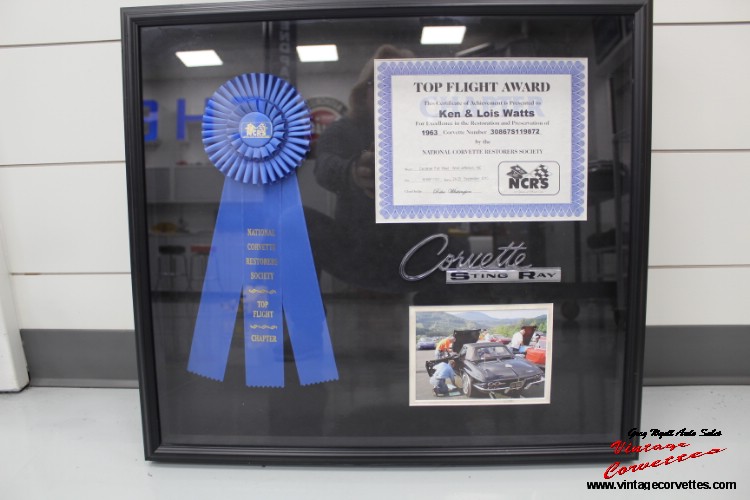 TOP FLIGHT AWARD
CHAPTER
This Certificate of Achievement is Presented to
Ken & Lois Watts
For Excellence in the Restoration and Preservation of
1963 Corvette Number 30867S119872
by the
NATIONAL CORVETTE RESTORERS SOCIETY
NCRS
NATIONAL
CORVETTE
RESTORERS
SOCIETY
TOP
FLIGHT
CHAPTER
Corvette
STING RAY
Greg Wyatt Auto Sales
Vintage
Corvettes
www.vintagecorvettes.com